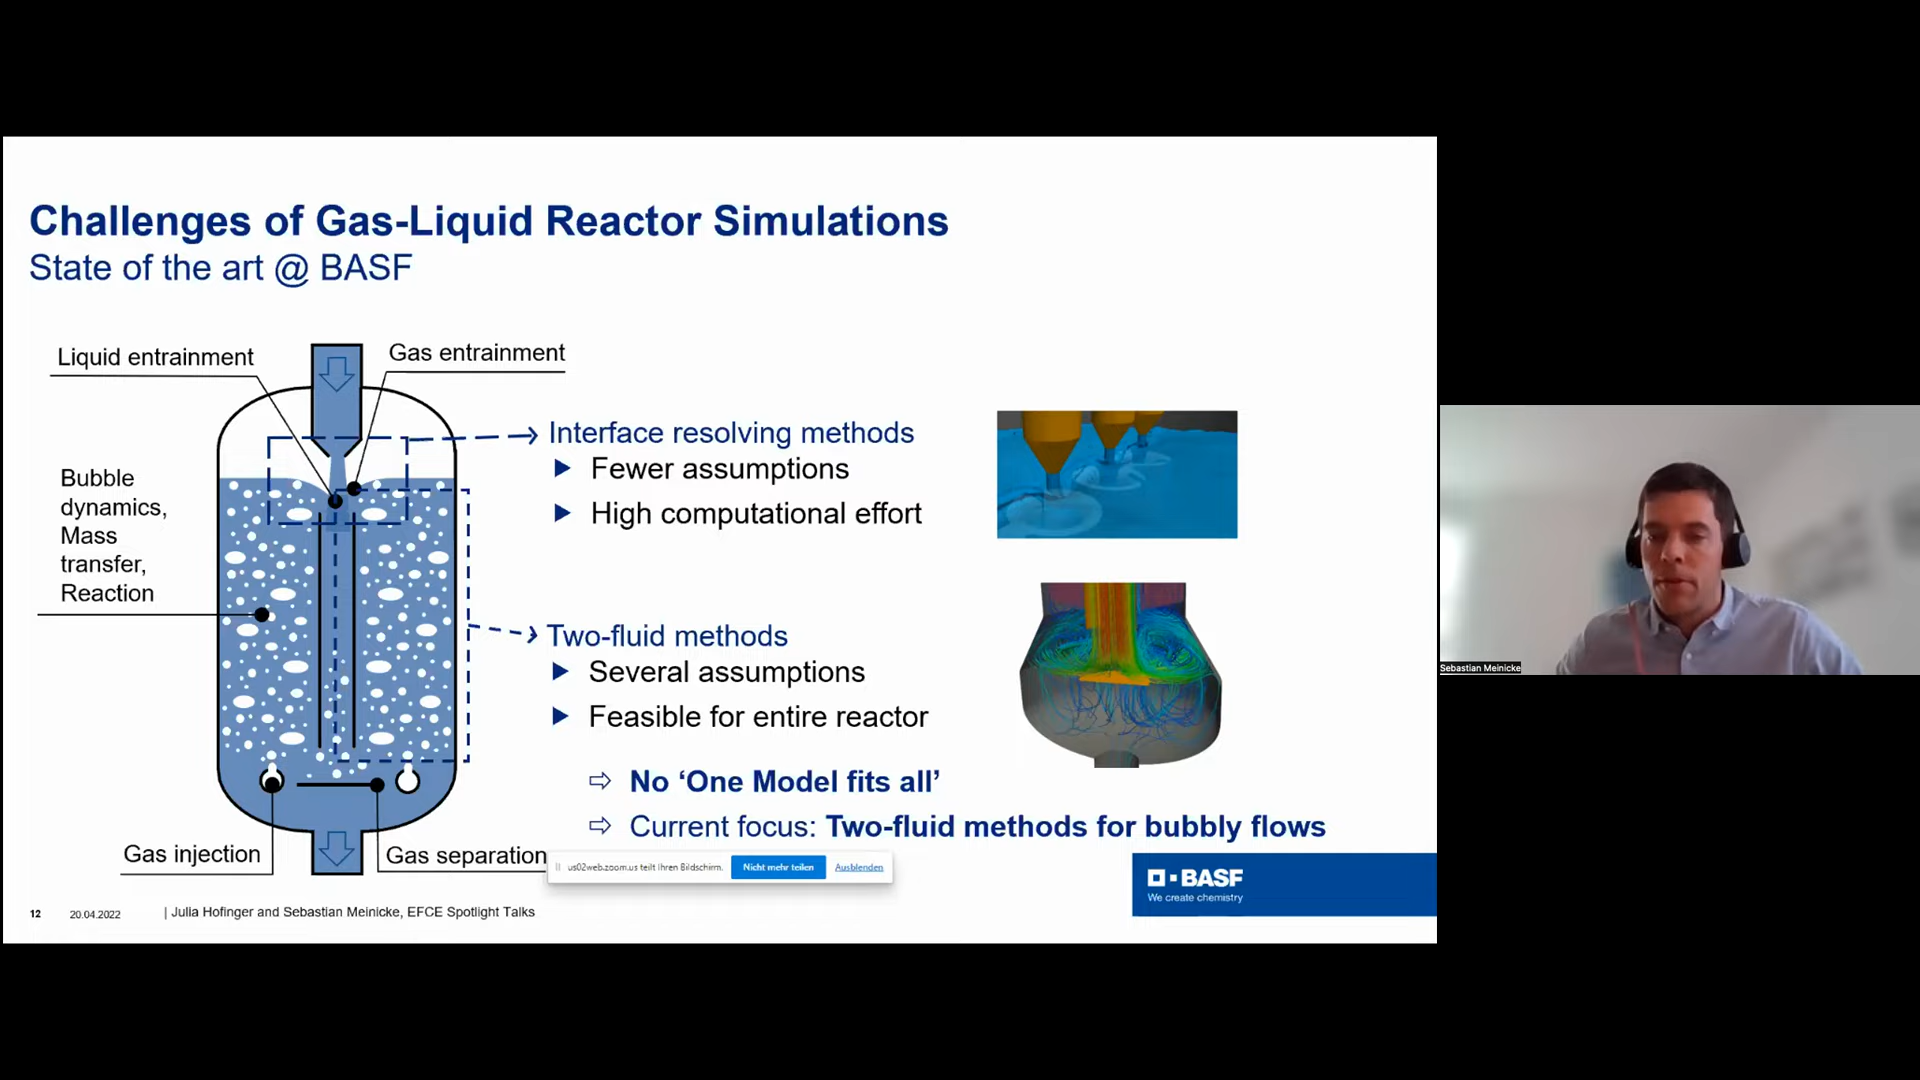 Challenges of Gas-Liquid Reactor Simulations
State of the art @ BASF
Liquid entrainment
Gas entrainment
Bubble
dynamics,
Mass
transfer,
Reaction
Gas injection
Gas separation
Interface resolving methods
Fewer assumptions
High computational effort
Two-fluid methods
Several assumptions
Feasible for entire reactor
⇨ No ‘One Model fits all’
⇨ Current focus: Two-fluid methods for bubbly flows
us02web.zoom.us teilt Ihren Bildschirm. Nicht mehr teilen Ausblenden
BASF
We create chemistry
12 20.04.2022 | Julia Hofinger and Sebastian Meinicke, EFCE Spotlight Talks
Sebastian Meinicke